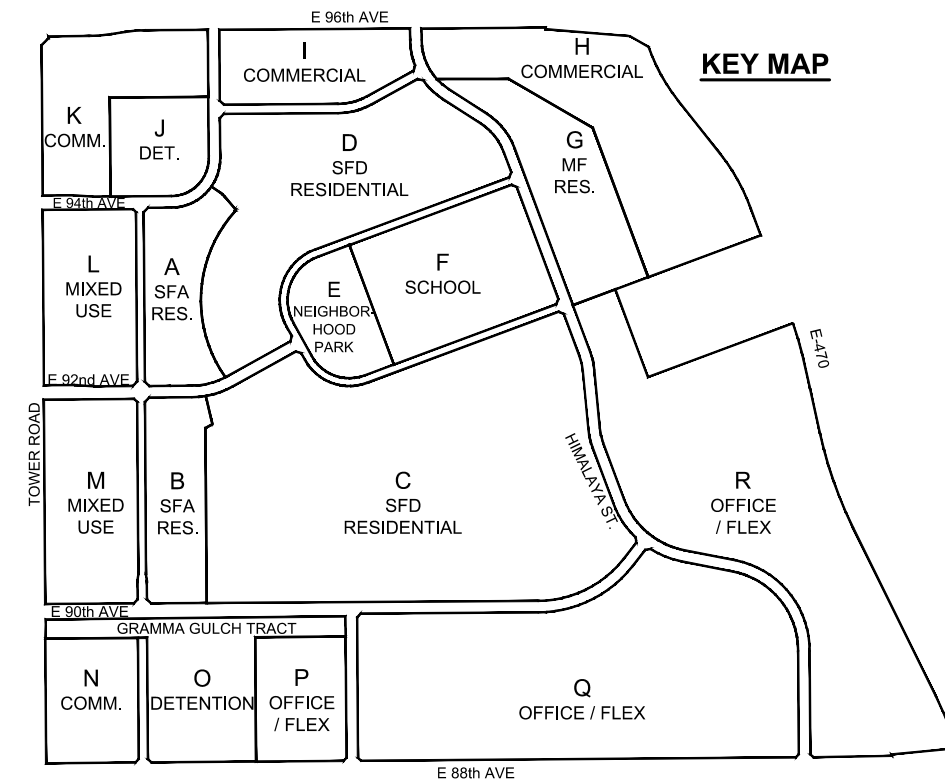 E 96th AVE
KEY MAP
I
COMMERCIAL
H
COMMERCIAL
K
COMM.
J
DET.
D
SFD
RESIDENTIAL
G
MF
RES.
E 94th AVE
L
MIXED
USE
A
SFA
RES.
E
NEIGHBOR-
HOOD
PARK
F
SCHOOL
E-470
E 92nd AVE
TOWER ROAD
M
MIXED
USE
B
SFA
RES.
C
SFD
RESIDENTIAL
HIMALAYA ST.
R
OFFICE
/ FLEX
E 90th AVE
GRAMMA GULCH TRACT
N
COMM.
O
DETENTION
P
OFFICE
/ FLEX
Q
OFFICE / FLEX
E 88th AVE